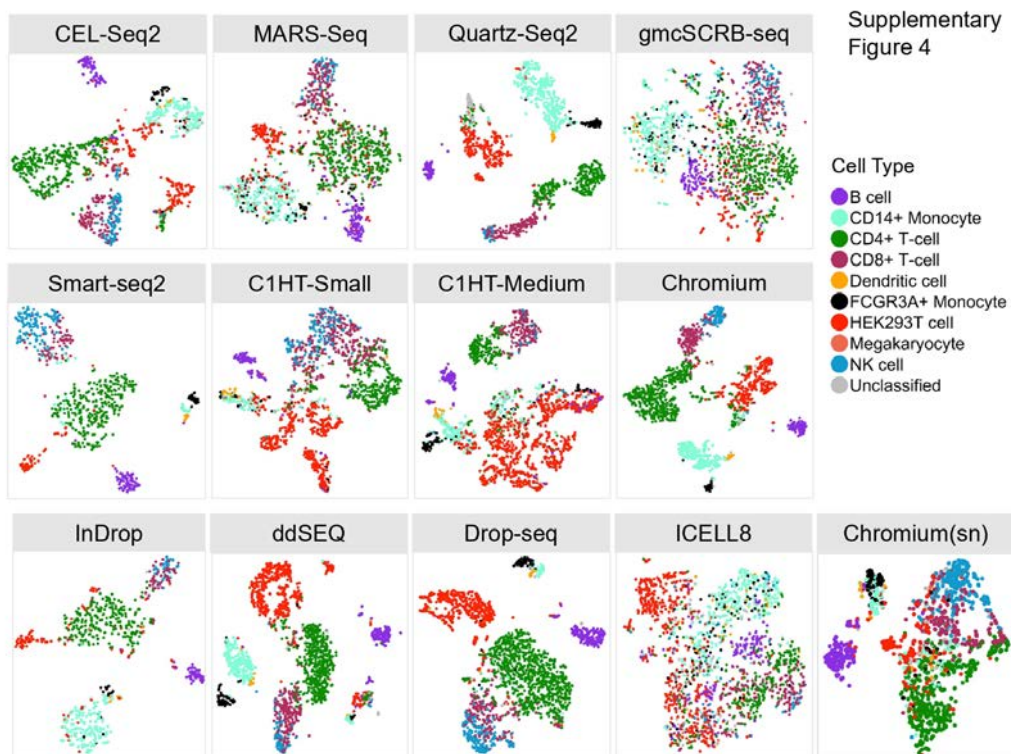 Supplementary
Figure 4
CEL-Seq2
MARS-Seq
Quartz-Seq2
gmcSCRB-seq
Cell Type
B cell
CD14+ Monocyte
CD4+ T-cell
CD8+ T-cell
Dendritic cell
FCGR3A+ Monocyte
HEK293T cell
Megakaryocyte
NK cell
Unclassified
Smart-seq2
C1HT-Small
C1HT-Medium
Chromium
InDrop
ddSEQ
Drop-seq
ICELL8
Chromium(sn)